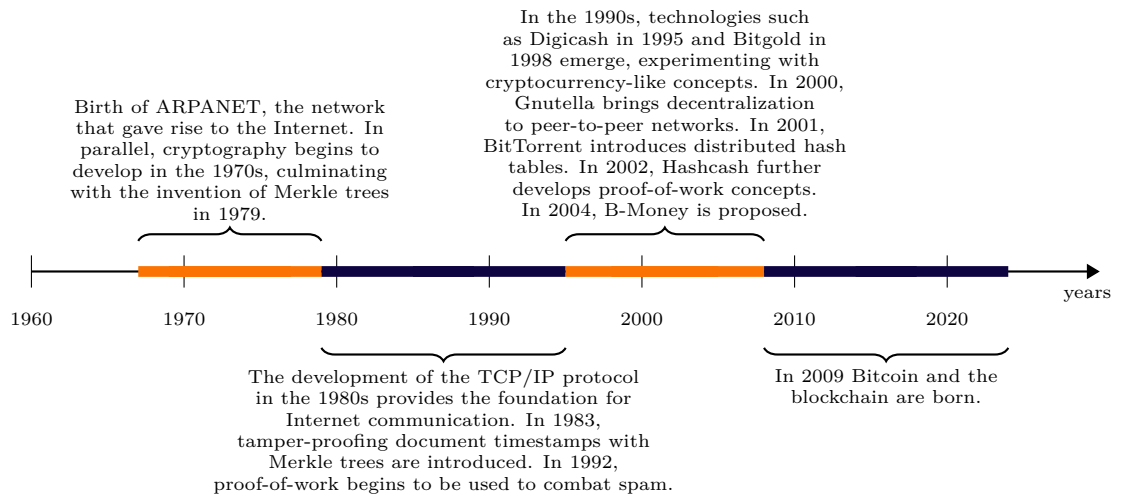 In the 1990s, technologies such
as Digicash in 1995 and Bitgold in
1998 emerge, experimenting with
cryptocurrency-like concepts. In 2000,
Gnutella brings decentralization
to peer-to-peer networks. In 2001,
BitTorrent introduces distributed hash
tables. In 2002, Hashcash further
develops proof-of-work concepts.
In 2004, B-Money is proposed.
Birth of ARPANET, the network
that gave rise to the Internet. In
parallel, cryptography begins to
develop in the 1970s, culminating
with the invention of Merkle trees
in 1979.
years
1960 1970 1980 1990 2000 2010 2020
The development of the TCP/IP protocol
in the 1980s provides the foundation for
Internet communication. In 1983,
tamper-proofing document timestamps with
Merkle trees are introduced. In 1992,
proof-of-work begins to be used to combat spam.
In 2009 Bitcoin and the
blockchain are born.